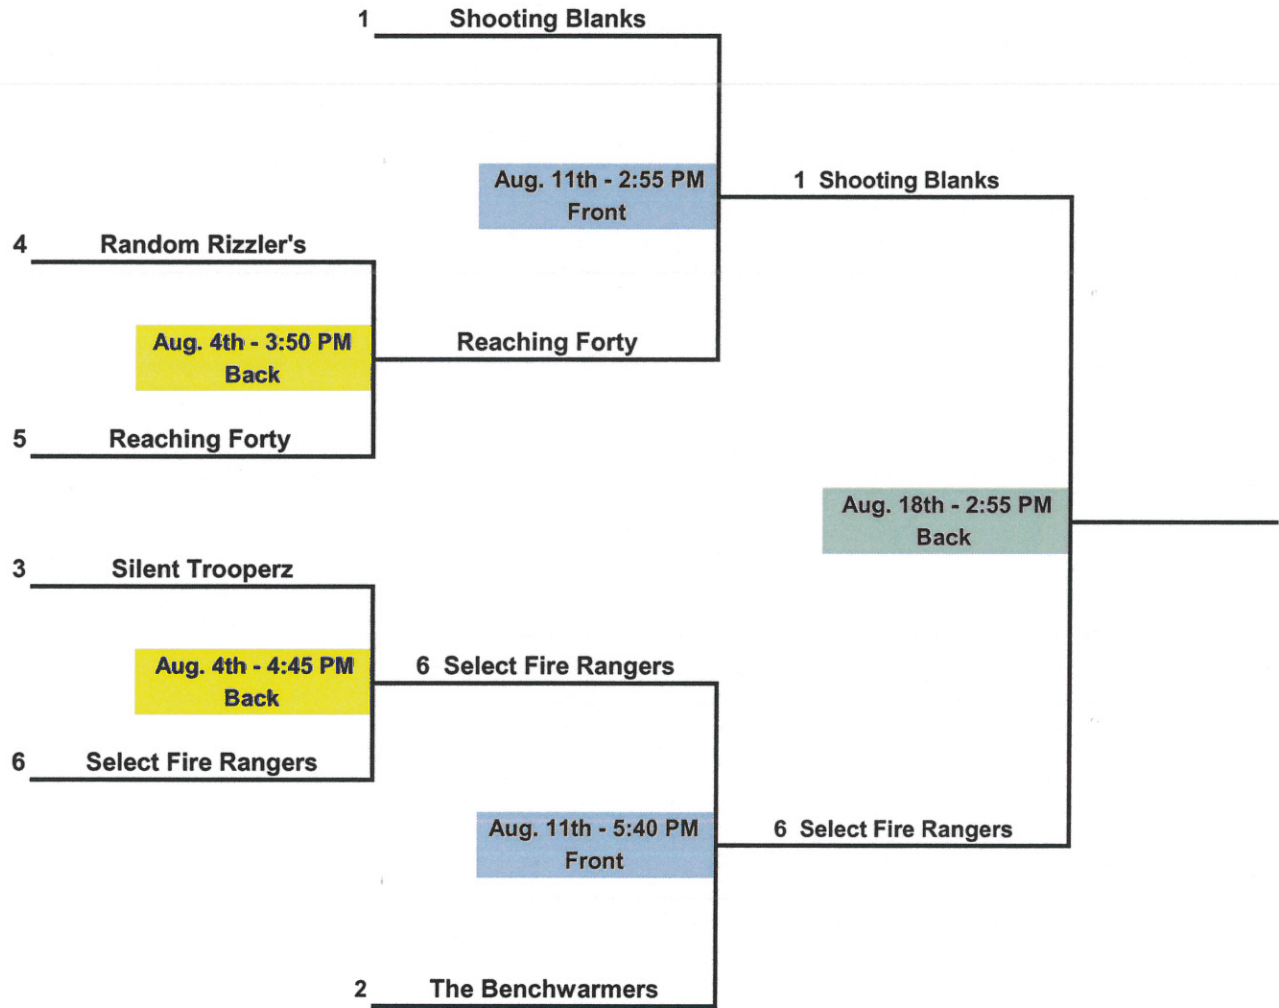 1 Shooting Blanks
Aug. 11th - 2:55 PM
Front
1 Shooting Blanks
4 Random Rizzler's
Aug. 4th - 3:50 PM
Back
Reaching Forty
5 Reaching Forty
Aug. 18th - 2:55 PM
Back
3 Silent Trooperz
Aug. 4th - 4:45 PM
Back
6 Select Fire Rangers
6 Select Fire Rangers
Aug. 11th - 5:40 PM
Front
6 Select Fire Rangers
2 The Benchwarmers